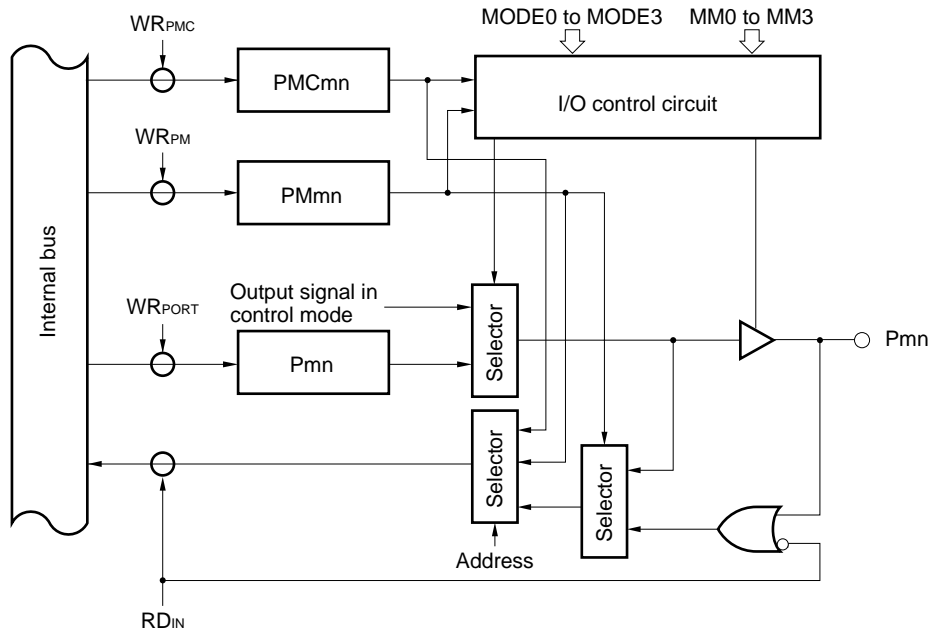 MODE0 to MODE3
MM0 to MM3
WRPMC
PMCmn
I/O control circuit
WRPM
PMmn
Internal bus
Output signal in
control mode
WRPORT
Pmn
Selector
Pmn
Selector
Selector
Address
RDIN